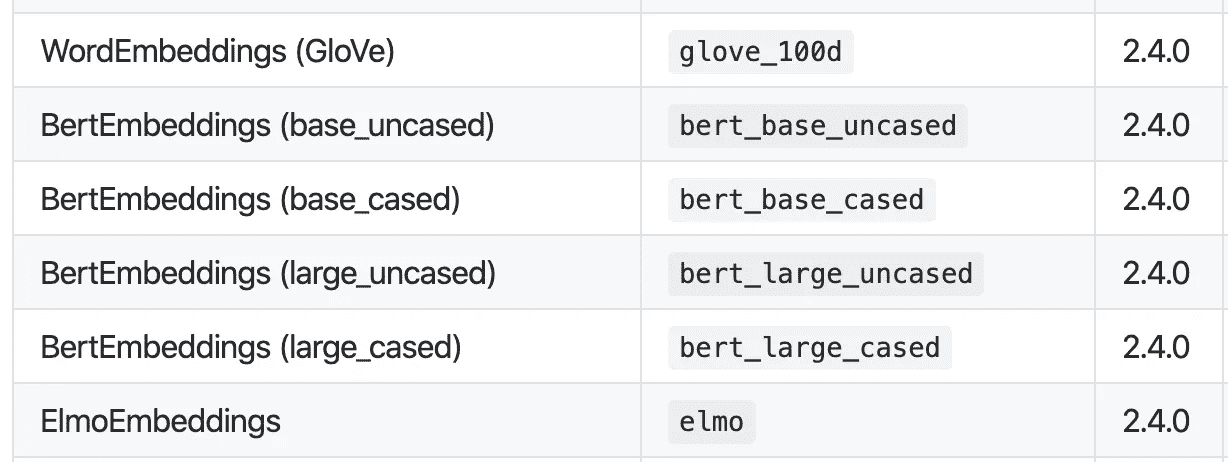 WordEmbeddings (GloVe) glove_100d 2.4.0
BertEmbeddings (base_uncased) bert_base_uncased 2.4.0
BertEmbeddings (base_cased) bert_base_cased 2.4.0
BertEmbeddings (large_uncased) bert_large_uncased 2.4.0
BertEmbeddings (large_cased) bert_large_cased 2.4.0
ElmoEmbeddings elmo 2.4.0